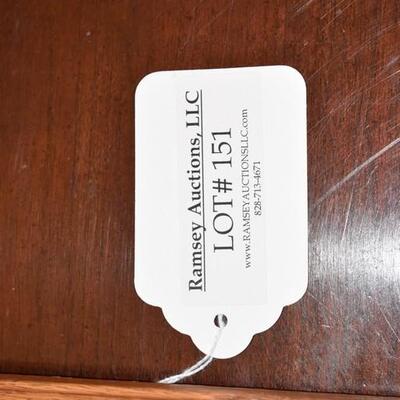 Ramsey Auctions, LLC
LOT# 151
www.RAMSEYAUCTIONSLLC.com
828-713-4671